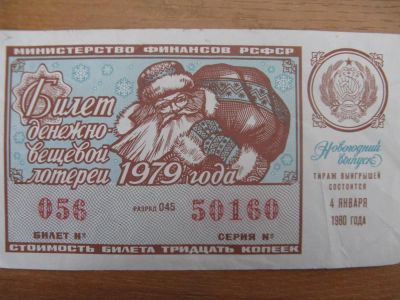 МИНИСТЕРСТВО ФИНАНСОВ РСФСР
Билет
денежно-
вещевой
лотереи 1979 года
056 РАЗРЯД 045 50160
БИЛЕТ № СЕРИЯ №
СТОИМОСТЬ БИЛЕТА ТРИДЦАТЬ КОПЕЕК
Новогодний
выпуск
ТИРАЖ ВЫИГРЫШЕЙ
СОСТОИТСЯ
4 ЯНВАРЯ
1980 ГОДА